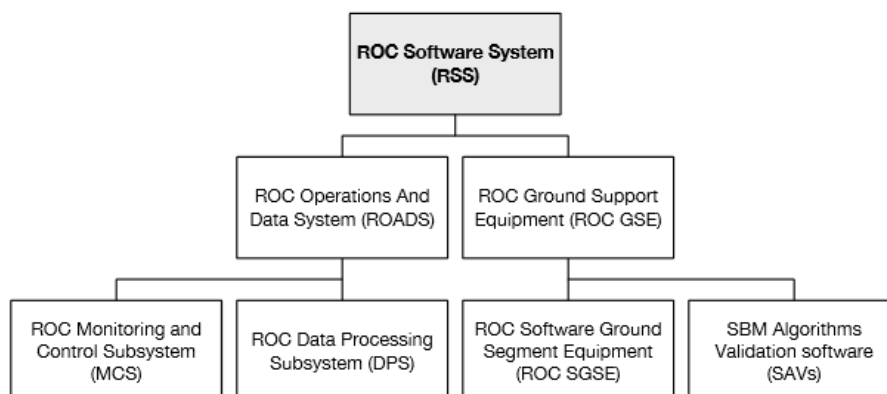 ROC Software System
(RSS)
ROC Operations And
Data System (ROADS)
ROC Ground Support
Equipment (ROC GSE)
ROC Monitoring and
Control Subsystem
(MCS)
ROC Data Processing
Subsystem (DPS)
ROC Software Ground
Segment Equipment
(ROC SGSE)
SBM Algorithms
Validation software
(SAVs)